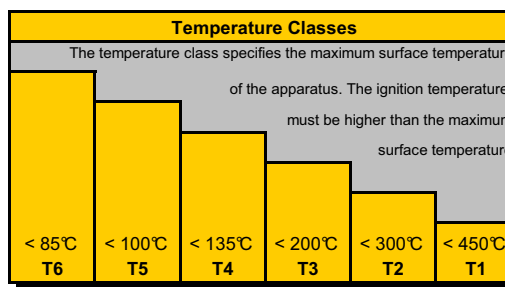 Temperature Classes
The temperature class specifies the maximum surface temperatur
of the apparatus. The ignition temperature
must be higher than the maximum
surface temperature
< 85℃ < 100℃ < 135℃ < 200℃ < 300℃ < 450℃
T6 T5 T4 T3 T2 T1